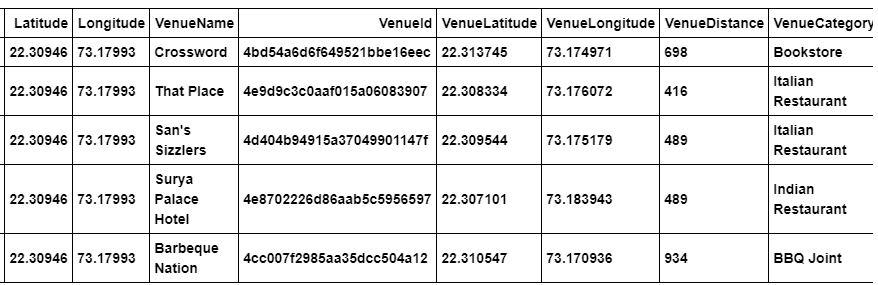 Latitude Longitude VenueName VenueId VenueLatitude VenueLongitude VenueDistance VenueCategory
22.30946 73.17993 Crossword 4bd54a6d6f649521bbe16eec 22.313745 73.174971 698 Bookstore
22.30946 73.17993 That Place 4e9d9c3c0aaf015a06083907 22.308334 73.176072 416 Italian Restaurant
22.30946 73.17993 San's Sizzlers 4d404b94915a37049901147f 22.309544 73.175179 489 Italian Restaurant
22.30946 73.17993 Surya Palace Hotel 4e8702226d86aab5c5956597 22.307101 73.183943 489 Indian Restaurant
22.30946 73.17993 Barbeque Nation 4cc007f2985aa35dcc504a12 22.310547 73.170936 934 BBQ Joint